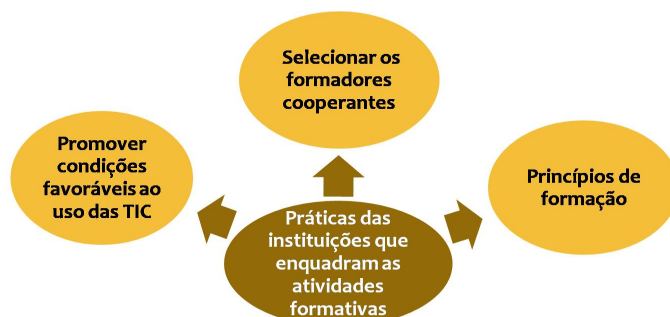 Selecionar os
formadores
cooperantes
Promover
condições
favoráveis ao
uso das TIC
Princípios de
formação
Práticas das
instituições que
enquadram as
atividades
formativas